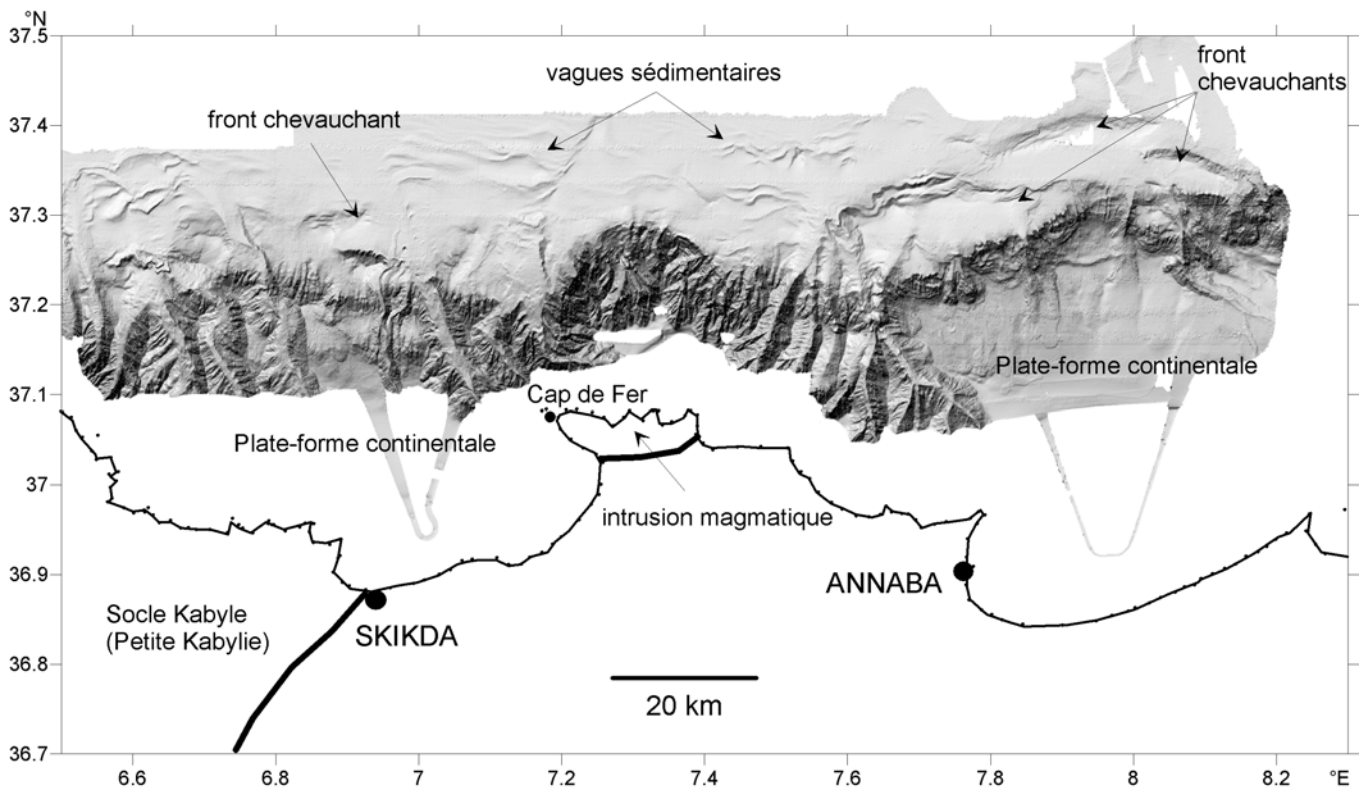 °N
37.5
front
chevauchants
vagues sédimentaires
37.4
front chevauchant
37.3
37.2
Plate-forme continentale
37.1
Cap de Fer
Plate-forme continentale
37
intrusion magmatique
36.9
ANNABA
Socle Kabyle
(Petite Kabylie)
SKIKDA
36.8
20 km
36.7
6.6 6.8 7 7.2 7.4 7.6 7.8 8 8.2 °E